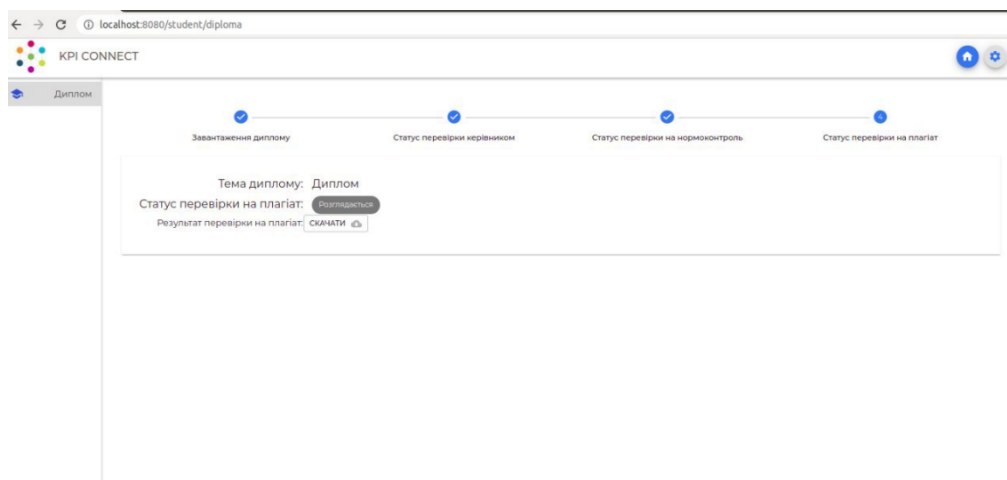 localhost:8080/student/diploma
KPI CONNECT
Диплом
4
Завантаження диплому
Статус перевірки керівником
Статус перевірки на нормоконтроль
Статус перевірки на плагіат
Тема диплому: Диплом
Статус перевірки на плагіат: Розглядається
Результат перевірки на плагіат: СКАЧАТИ